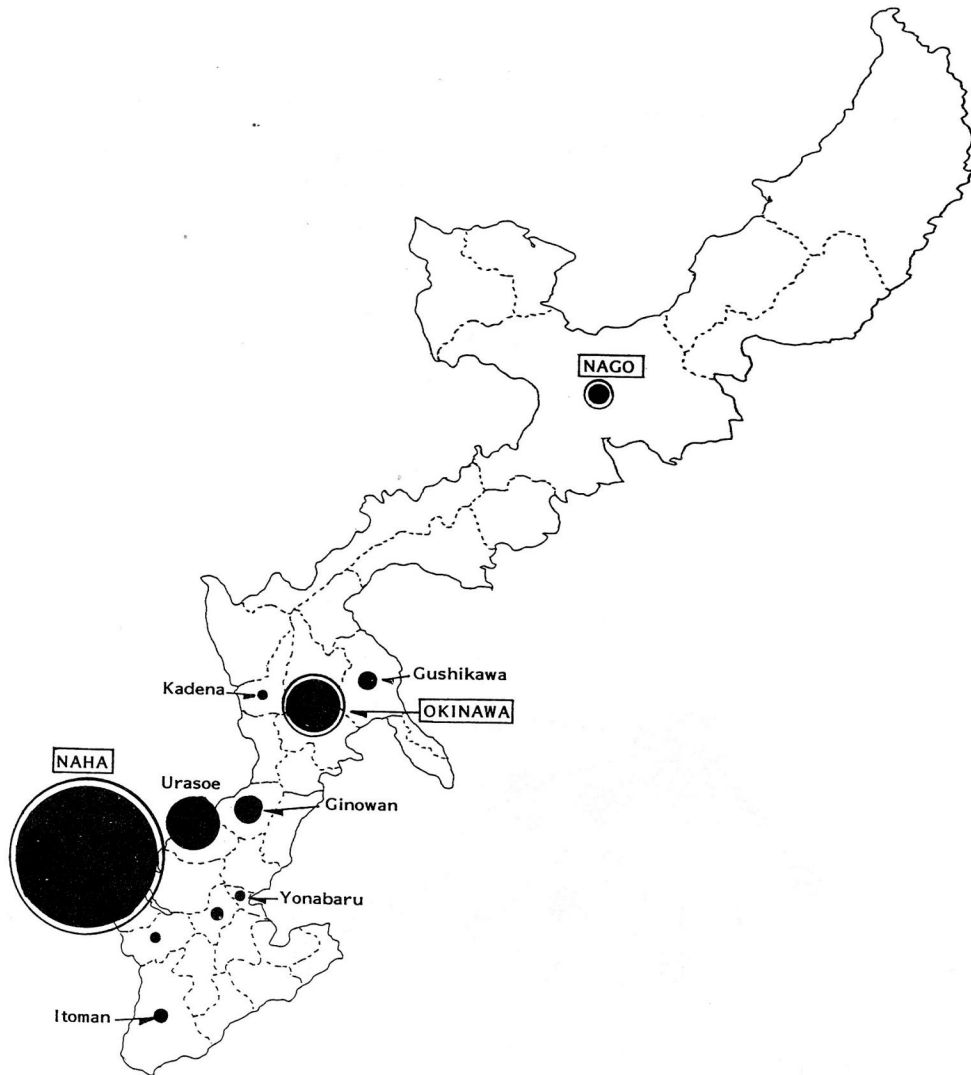 NAGO
Gushikawa
Kadena
OKINAWA
NAHA
Urasoe
Ginowan
Yonabaru
Itoman